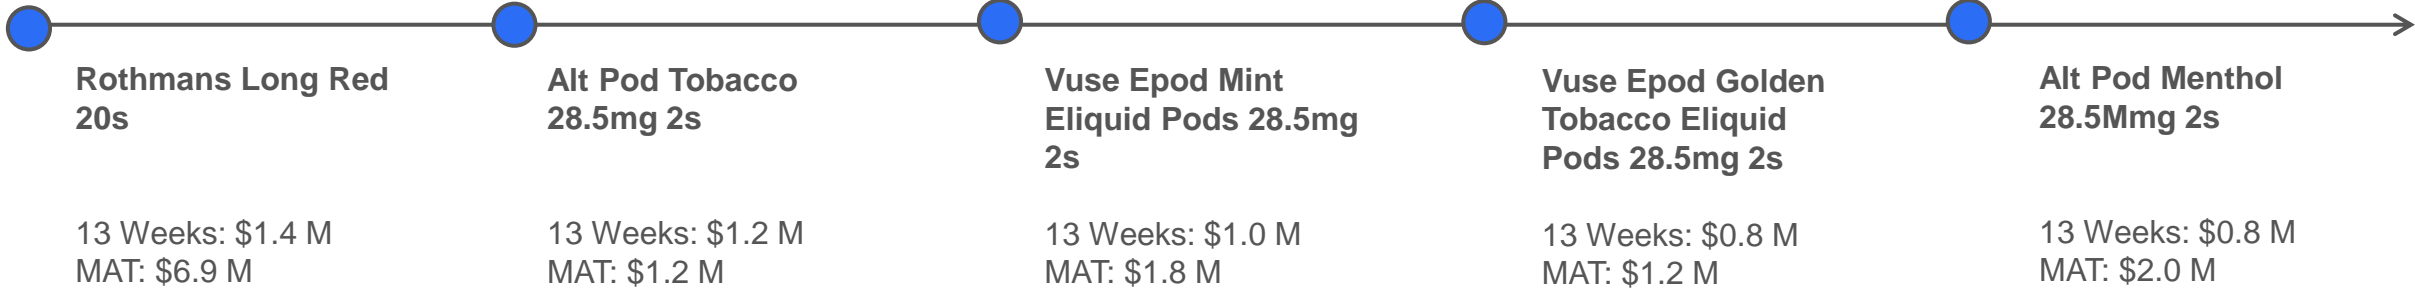 Rothmans Long Red
20s
13 Weeks: $1.4 M
MAT: $6.9 M
Alt Pod Tobacco
28.5mg 2s
13 Weeks: $1.2 M
MAT: $1.2 M
Vuse Epod Mint
Eliquid Pods 28.5mg
2s
13 Weeks: $1.0 M
MAT: $1.8 M
Vuse Epod Golden
Tobacco Eliquid
Pods 28.5mg 2s
13 Weeks: $0.8 M
MAT: $1.2 M
Alt Pod Menthol
28.5Mmg 2s
13 Weeks: $0.8 M
MAT: $2.0 M